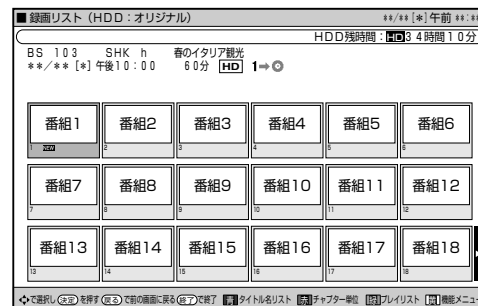 ■ 録画リスト(HDD:オリジナル) **/** [*] 午前 **:**
HDD残時間:HD 34時間10分
BS 103 SHK h 春のイタリア観光
**/** [*] 午後10:00 60分 HD 1⇒
番組1 番組2 番組3 番組4 番組5 番組6
1 NEW 2 3 4 5 6
番組7 番組8 番組9 番組10 番組11 番組12
7 8 9 10 11 12
番組13 番組14 番組15 番組16 番組17 番組18
13 14 15 16 17 18
で選択し 決定 を押す 戻る で前の画面に戻る 終了 で終了 青 タイトル名リスト 赤 チャプター単位 緑 プレイリスト 黄 機能メニュー